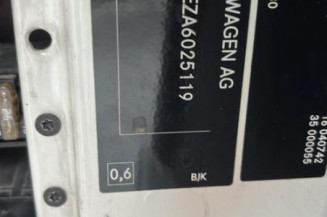 WAGEN AG
EZA6025119
0,6
BJK
16 040742
35 000055